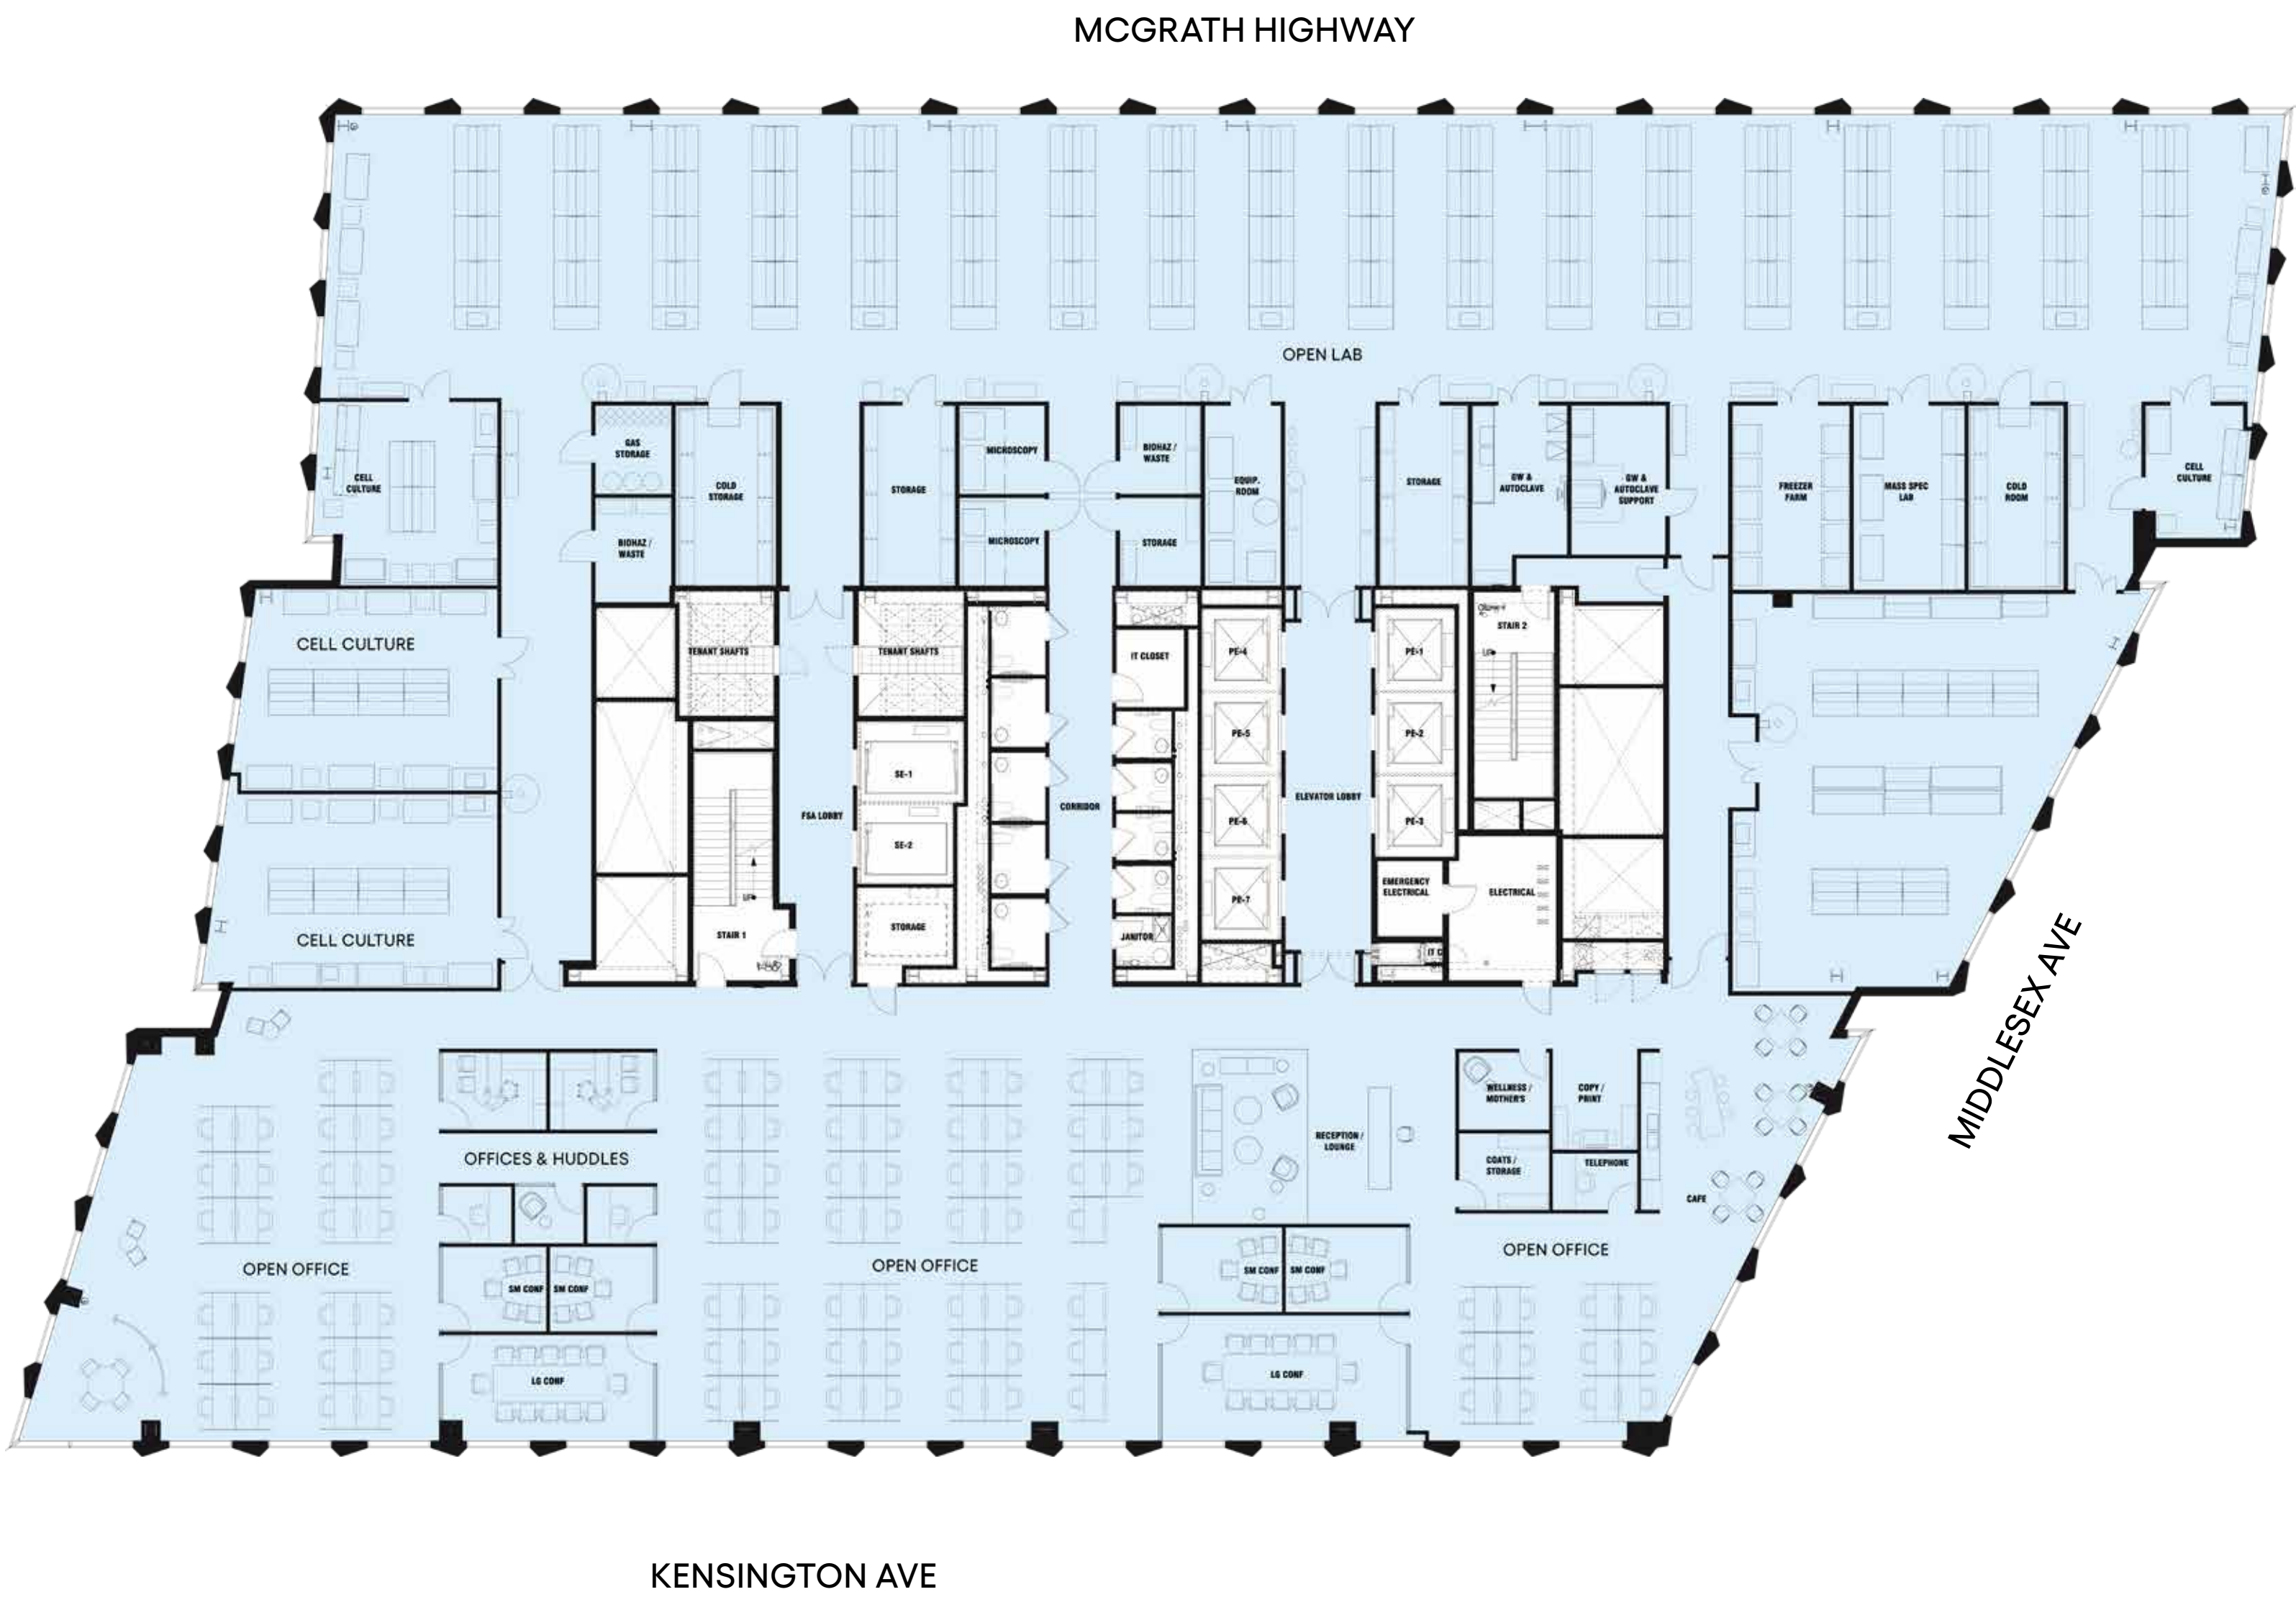 MCGRATH HIGHWAY
OPEN LAB
CELL
CULTURE
GAS
STORAGE
BIOHAZ /
WASTE
COLD
STORAGE
STORAGE
MICROSCOPY
MICROSCOPY
BIOHAZ /
WASTE
STORAGE
EQUIP.
ROOM
STORAGE
GW &
AUTOCLAVE
GW &
AUTOCLAVE
SUPPORT
FREEZER
FARM
MASS SPEC
LAB
COLD
ROOM
CELL
CULTURE
CELL CULTURE
TENANT SHAFTS
TENANT SHAFTS
IT CLOSET
PE-4
PE-1
STAIR 2
UP
PE-5
PE-2
SE-1
FSA LOBBY
CORRIDOR
ELEVATOR LOBBY
PE-6
PE-3
SE-2
UP
STAIR 1
STORAGE
JANITOR
PE-7
EMERGENCY
ELECTRICAL
ELECTRICAL
IT C
CELL CULTURE
MIDDLESEX AVE
OFFICES & HUDDLES
RECEPTION /
LOUNGE
WELLNESS /
MOTHER'S
COPY /
PRINT
COATS /
STORAGE
TELEPHONE
CAFE
OPEN OFFICE
SM CONF
SM CONF
OPEN OFFICE
SM CONF
SM CONF
OPEN OFFICE
LG CONF
LG CONF
KENSINGTON AVE